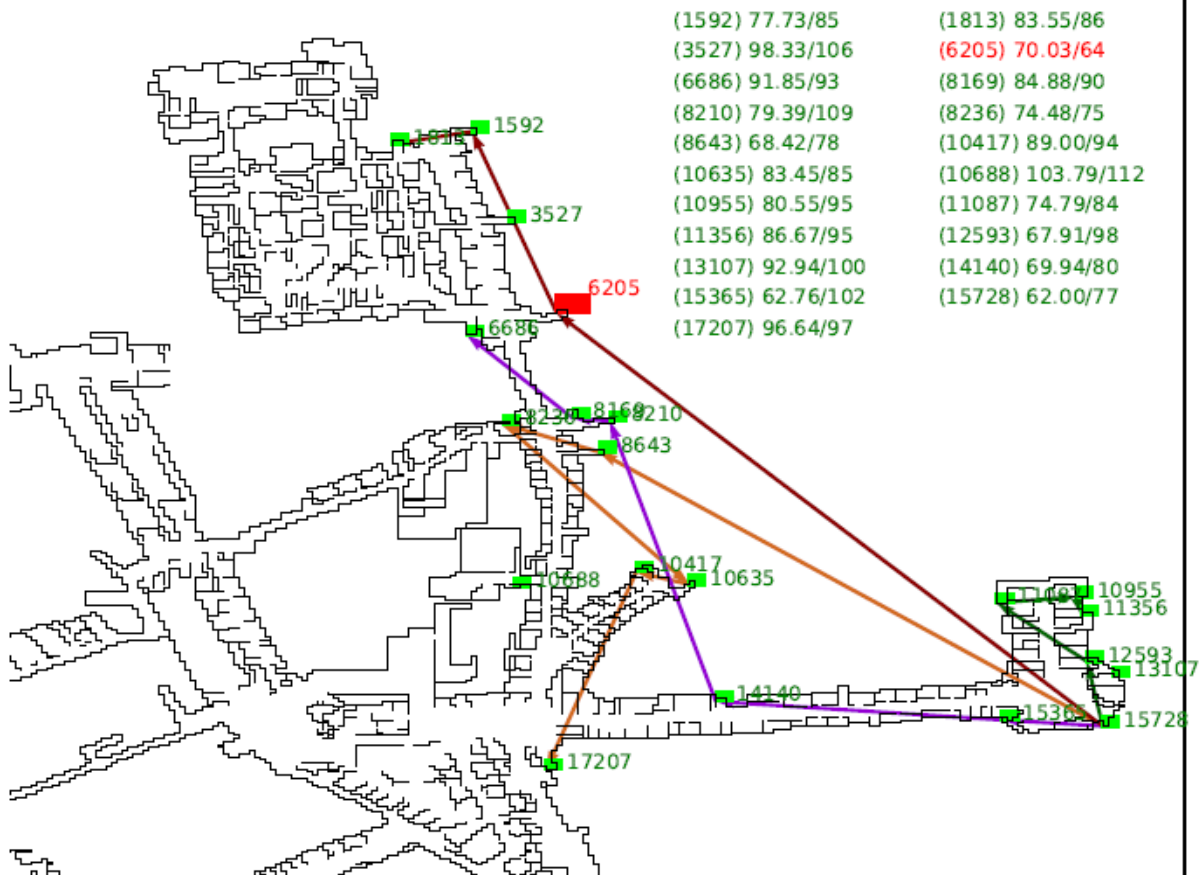 (1592) 77.73/85 (1813) 83.55/86
(3527) 98.33/106 (6205) 70.03/64
(6686) 91.85/93 (8169) 84.88/90
(8210) 79.39/109 (8236) 74.48/75
(8643) 68.42/78 (10417) 89.00/94
(10635) 83.45/85 (10688) 103.79/112
(10955) 80.55/95 (11087) 74.79/84
(11356) 86.67/95 (12593) 67.91/98
(13107) 92.94/100 (14140) 69.94/80
(15365) 62.76/102 (15728) 62.00/77
(17207) 96.64/97
1813
1592
3527
6205
6686
8236
8169
8210
8643
10417
10635
10688
11087
10955
11356
12593
13107
14140
15365
15728
17207